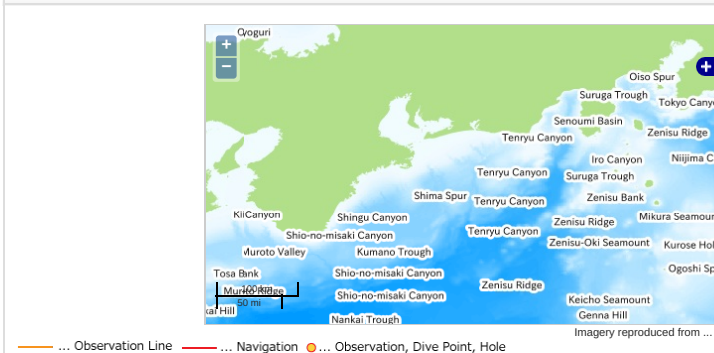 Oyoguri
+
−
+
Oiso Spur
Suruga Trough
Tokyo Cany
Senoumi Basin
Zenisu Ridge
Tenryu Canyon
Iro Canyon
Niijima C
Tenryu Canyon
Suruga Trough
Shima Spur
Zenisu Bank
Tenryu Canyon
Canyon
Shingu Canyon
Zenisu Ridge
Mikura Seamour
Tenryu Canyon
Shio-no-misaki Canyon
Zenisu-Oki Seamount
Kurose Hol
Muroto Valley
Kumano Trough
Ogoshi Sp
Tosa Bank
Shio-no-misaki Canyon
Zenisu Ridge
100 km
Muroto Ridge
Shio-no-misaki Canyon
50 mi
Keicho Seamount
Hill
Genna Hill
Nankai Trough
Imagery reproduced from ...
... Observation Line
... Navigation
... Observation, Dive Point, Hole